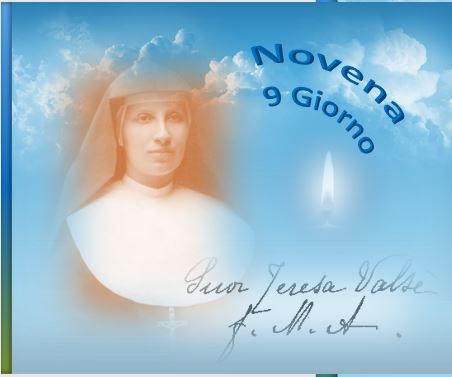 Novena
9 Giorno
Suor Teresa Valsè
F. M. A.